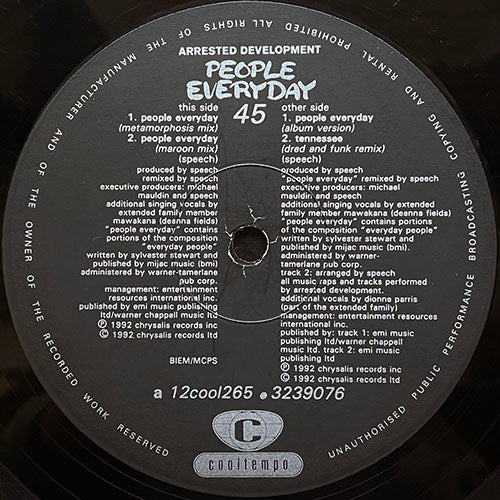 ARRESTED DEVELOPMENT
PEOPLE
EVERYDAY
this side
1. people everyday
(metamorphosis mix)
2. people everyday
(maroon mix)
(speech)
produced by speech
remixed by speech
executive producers: michael
mauldin and speech
additional singing vocals by
extended family member
mawakana (deanna fields)
"people everyday" contains
portions of the composition
"everyday people"
written by sylvester stewart and
published by mijac music (bmi).
administered by warner-tamerlane
pub corp.
management: entertainment
resources international inc.
published by emi music publishing
ltd/warner chappell music ltd
℗ 1992 chrysalis records inc
© 1992 chrysalis records ltd
45
other side
1. people everyday
(album version)
2. tennessee
(dred and funk remix)
(speech)
produced by speech
"people everyday" remixed by speech
executive producers: michael
mauldin and speech
additional singing vocals by extended
family member mawakana (deanna fields)
"people everyday" contains portions
of the composition "everyday people"
written by sylvester stewart and
published by mijac music (bmi).
administered by warner-
tamerlane pub corp.
track 2: arranged by speech
all music raps and tracks performed
by arrested development.
additional vocals by dionne parris
(part of the extended family)
management: entertainment resources
international inc.
published by: track 1: emi music
publishing ltd/warner chappell
music ltd. track 2: emi music
publishing ltd
℗ 1992 chrysalis records inc
© 1992 chrysalis records ltd
BIEM/MCPS
a 12cool265 ● 3239076
C
cooltempo
ALL RIGHTS OF THE MANUFACTURER AND OF THE OWNER OF THE RECORDED WORK RESERVED
UNAUTHORISED PUBLIC PERFORMANCE BROADCASTING COPYING AND RENTAL PROHIBITED